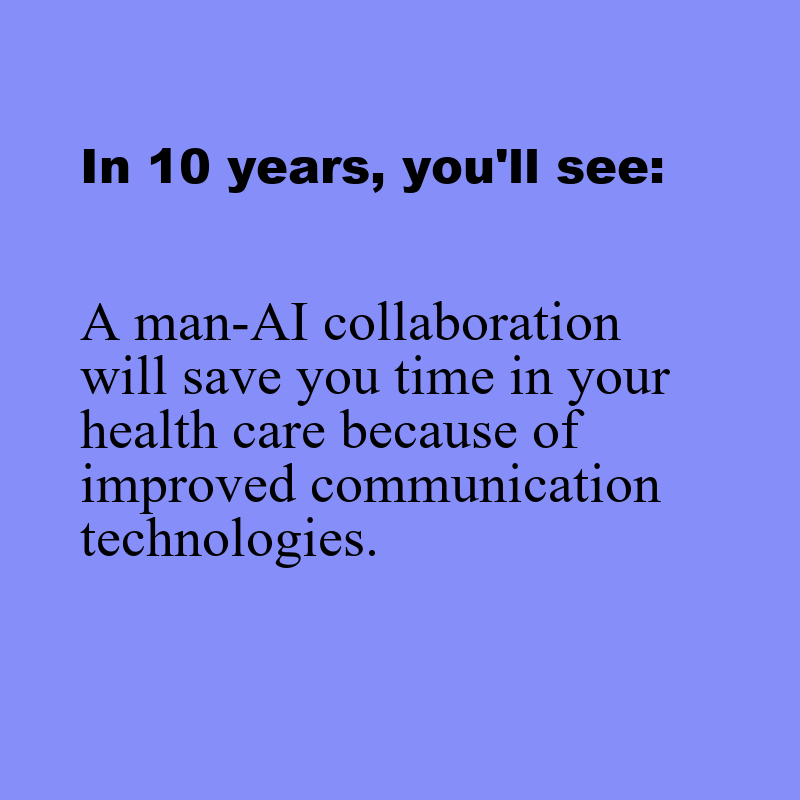 In 10 years, you'll see:
A man-AI collaboration
will save you time in your
health care because of
improved communication
technologies.